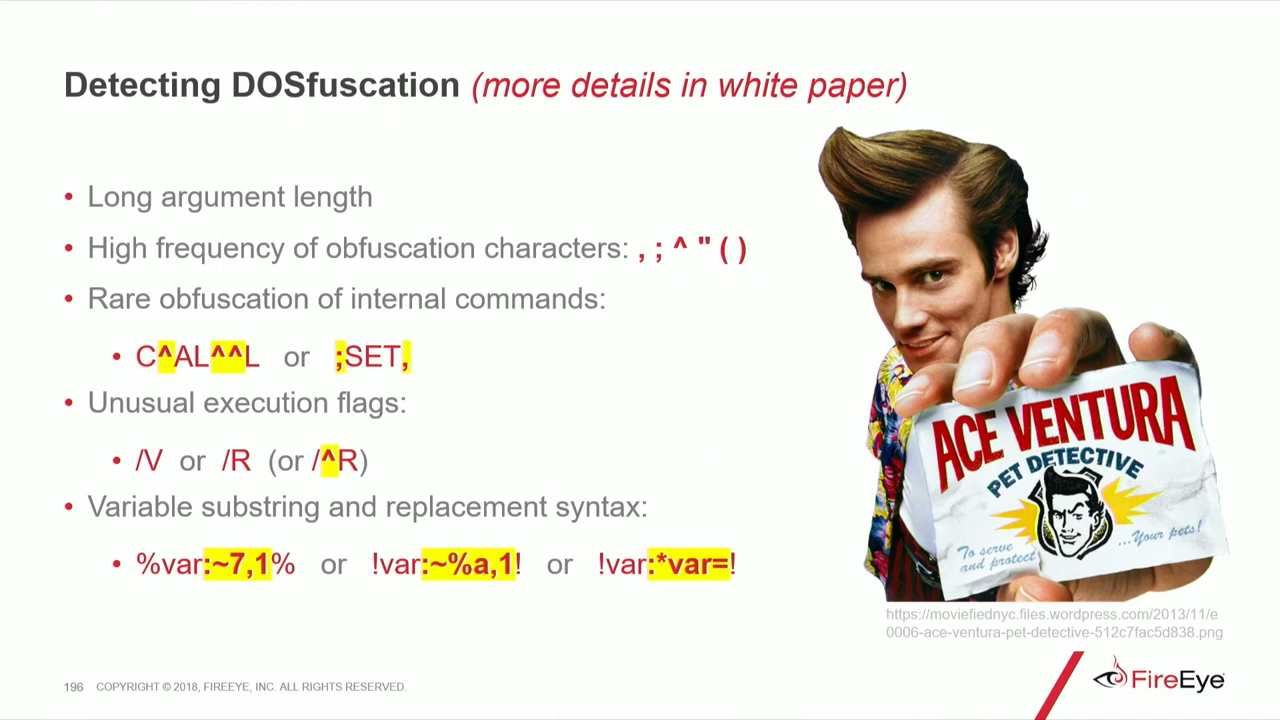 Detecting DOSfuscation (more details in white paper)
• Long argument length
• High frequency of obfuscation characters: , ; ^ " ( )
• Rare obfuscation of internal commands:
• C^AL^^L or ;SET,
• Unusual execution flags:
• /V or /R (or /^R)
• Variable substring and replacement syntax:
• %var:~7,1% or !var:~%a,1! or !var:*var=!
ACE VENTURA
PET DETECTIVE
To serve
and protect
...Your pets!
https://moviefiednyc.files.wordpress.com/2013/11/e
0006-ace-ventura-pet-detective-512c7fac5d838.png
196 COPYRIGHT © 2018, FIREEYE, INC. ALL RIGHTS RESERVED.
FireEye